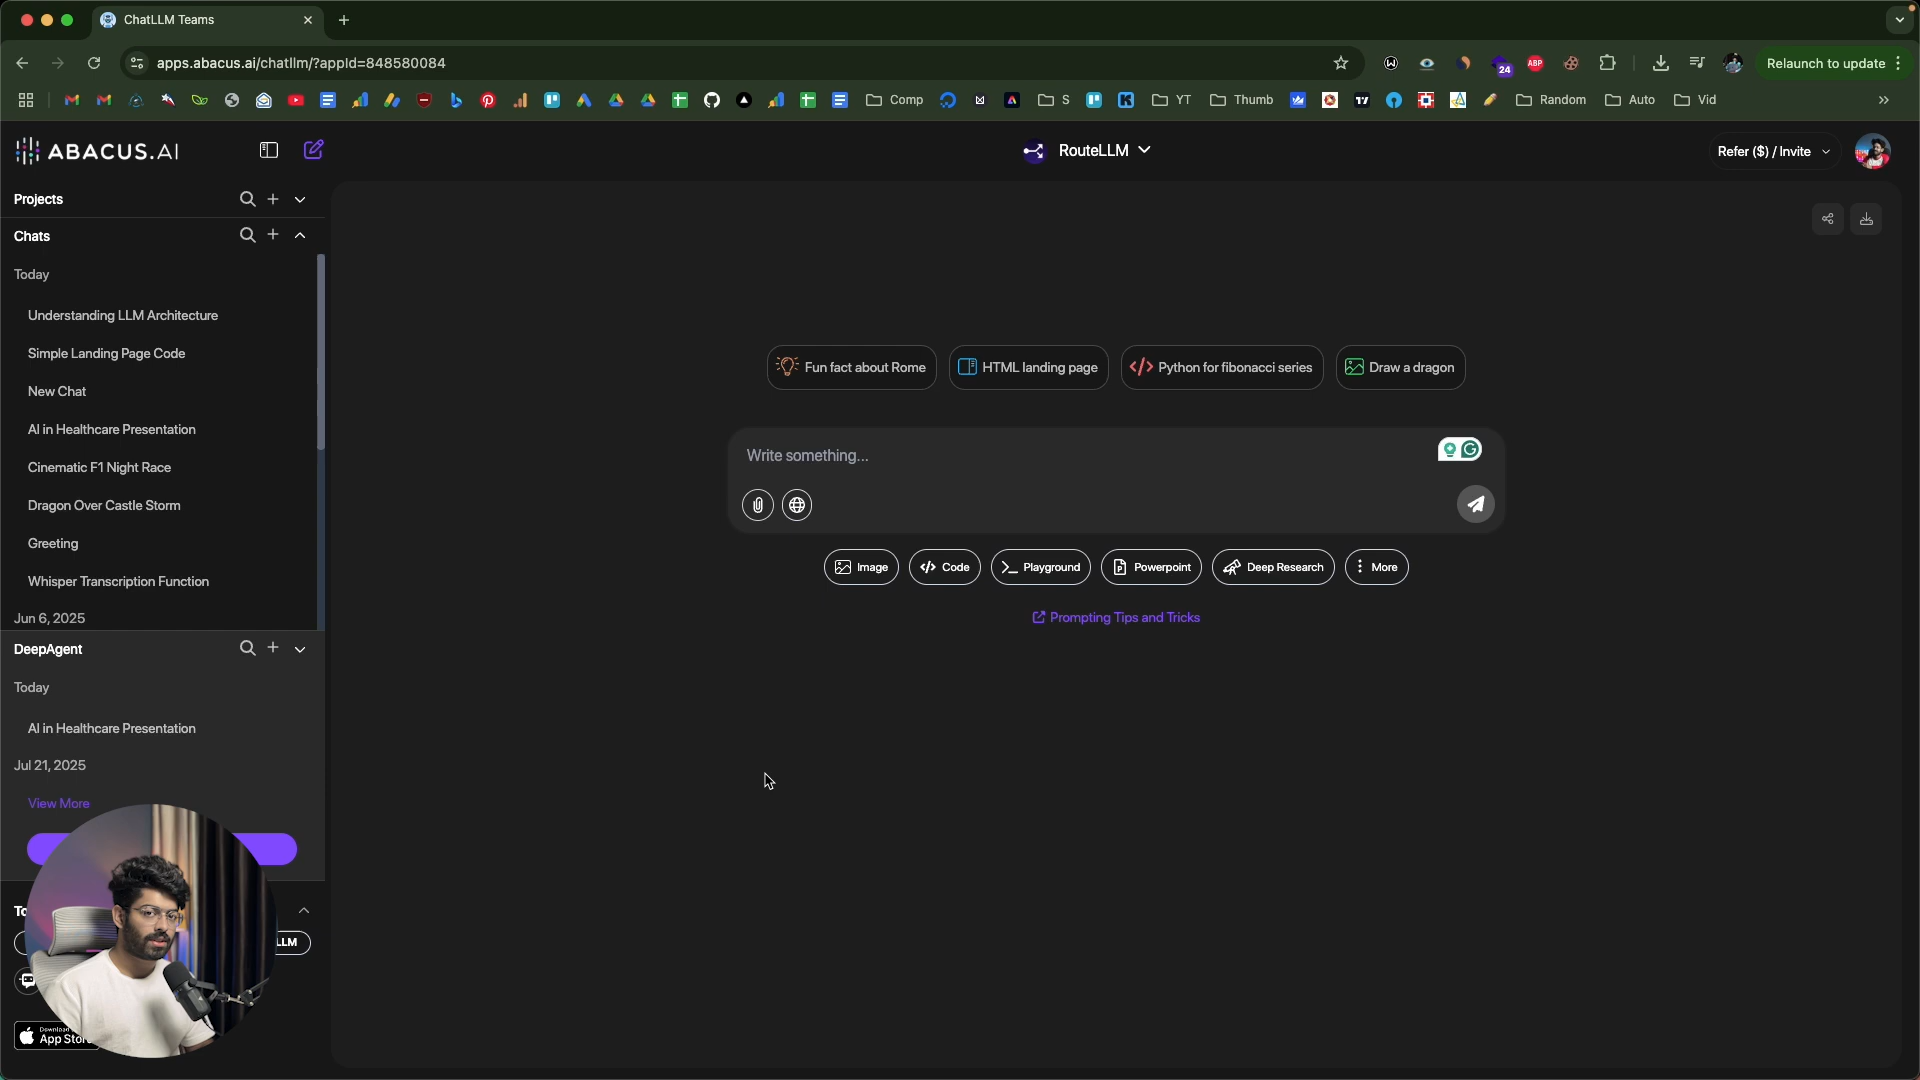 ChatLLM Teams
apps.abacus.ai/chatllm/?appId=848580084
24
ABP
Relaunch to update
Comp
S
YT
Thumb
Random
Auto
Vid
ABACUS.AI
RouteLLM
Refer ($) / Invite
Projects
Chats
Today
Understanding LLM Architecture
Simple Landing Page Code
New Chat
AI in Healthcare Presentation
Cinematic F1 Night Race
Dragon Over Castle Storm
Greeting
Whisper Transcription Function
Jun 6, 2025
DeepAgent
Today
AI in Healthcare Presentation
Jul 21, 2025
View More
To
LLM
Download
App Store
Fun fact about Rome
HTML landing page
Python for fibonacci series
Draw a dragon
Write something...
Image
Code
Playground
Powerpoint
Deep Research
More
Prompting Tips and Tricks